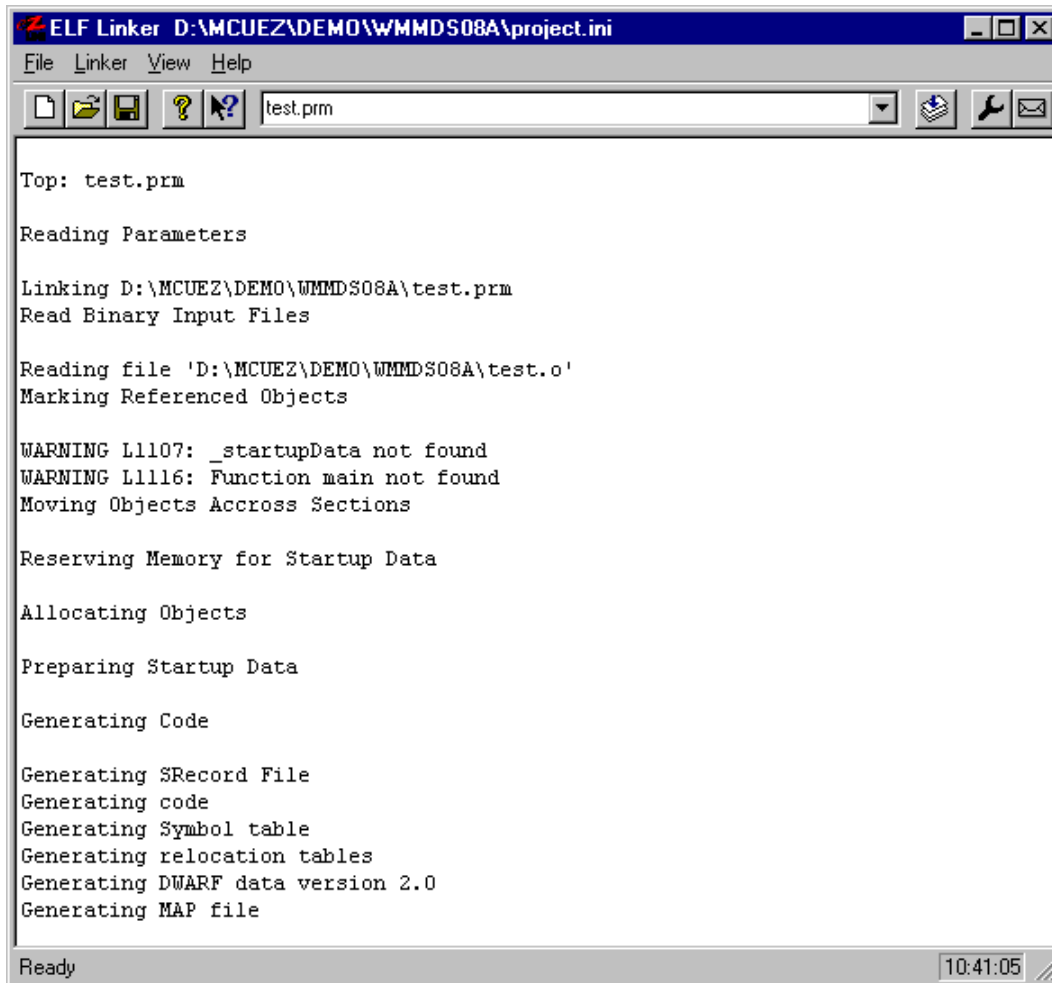 ELF Linker D:\MCUEZ\DEMO\WMMDS08A\project.ini
File Linker View Help
test.prm
Top: test.prm
Reading Parameters
Linking D:\MCUEZ\DEMO\WMMDS08A\test.prm
Read Binary Input Files
Reading file 'D:\MCUEZ\DEMO\WMMDS08A\test.o'
Marking Referenced Objects
WARNING L1107: _startupData not found
WARNING L1116: Function main not found
Moving Objects Accross Sections
Reserving Memory for Startup Data
Allocating Objects
Preparing Startup Data
Generating Code
Generating SRecord File
Generating code
Generating Symbol table
Generating relocation tables
Generating DWARF data version 2.0
Generating MAP file
Ready 10:41:05